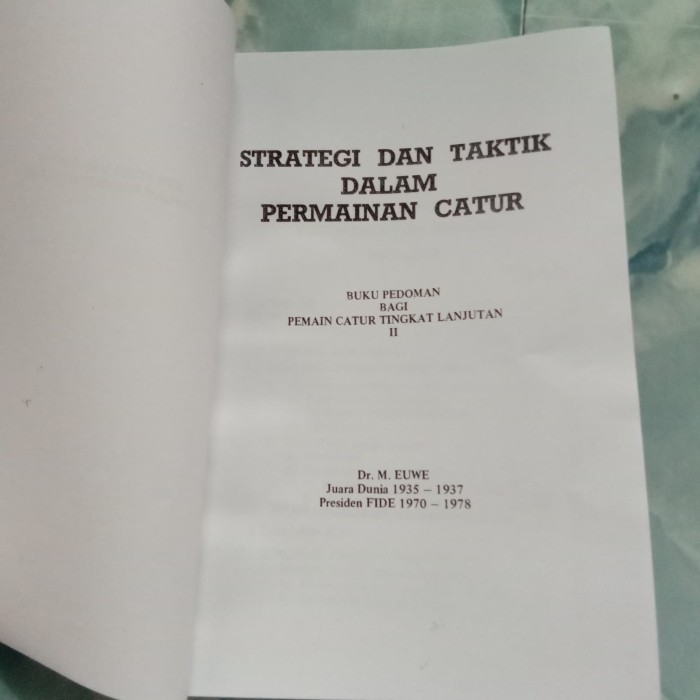 STRATEGI DAN TAKTIK
DALAM
PERMAINAN CATUR
BUKU PEDOMAN
BAGI
PEMAIN CATUR TINGKAT LANJUTAN
II
Dr. M. EUWE
Juara Dunia 1935 – 1937
Presiden FIDE 1970 – 1978